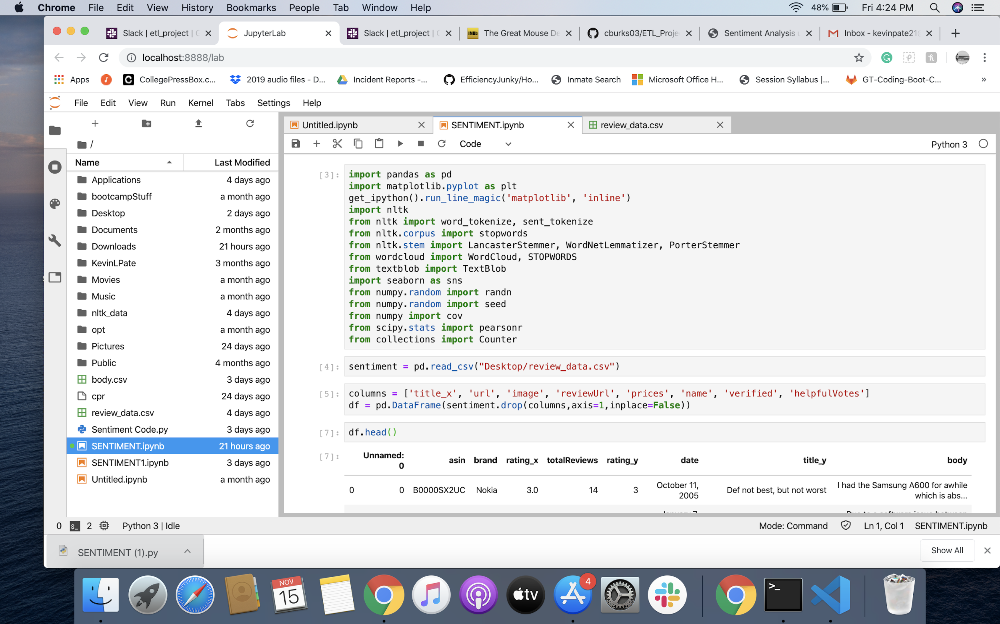 Chrome File Edit View History Bookmarks People Tab Window Help 48% Fri 4:24 PM
Slack | etl_project | JupyterLab Slack | etl_project | IMDb The Great Mouse De cburks03/ETL_Proje Sentiment Analysis Inbox - kevinpate21
localhost:8888/lab
Apps CollegePressBox.c... 2019 audio files - D... Incident Reports -... EfficiencyJunky/Ho... Inmate Search Microsoft Office H... Session Syllabus |... GT-Coding-Boot-C... »
File Edit View Run Kernel Tabs Settings Help
Untitled.ipynb SENTIMENT.ipynb review_data.csv
Code Python 3
/
Name Last Modified
Applications 4 days ago
bootcampStuff a month ago
Desktop 2 days ago
Documents 2 months ago
Downloads 21 hours ago
KevinLPate 3 months ago
Movies a month ago
Music a month ago
nltk_data 4 days ago
opt a month ago
Pictures 24 days ago
Public 4 months ago
body.csv 3 days ago
cpr 24 days ago
review_data.csv 4 days ago
Sentiment Code.py 3 days ago
SENTIMENT.ipynb 21 hours ago
SENTIMENT1.ipynb 3 days ago
Untitled.ipynb a month ago
[3]: import pandas as pd
import matplotlib.pyplot as plt
get_ipython().run_line_magic('matplotlib', 'inline')
import nltk
from nltk import word_tokenize, sent_tokenize
from nltk.corpus import stopwords
from nltk.stem import LancasterStemmer, WordNetLemmatizer, PorterStemmer
from wordcloud import WordCloud, STOPWORDS
from textblob import TextBlob
import seaborn as sns
from numpy.random import randn
from numpy.random import seed
from numpy import cov
from scipy.stats import pearsonr
from collections import Counter
[4]: sentiment = pd.read_csv("Desktop/review_data.csv")
[5]: columns = ['title_x', 'url', 'image', 'reviewUrl', 'prices', 'name', 'verified', 'helpfulVotes']
df = pd.DataFrame(sentiment.drop(columns,axis=1,inplace=False))
[7]: df.head()
[7]: Unnamed: 0 asin brand rating_x totalReviews rating_y date title_y body
0 0 B0000SX2UC Nokia 3.0 14 3 October 11, 2005 Def not best, but not worst I had the Samsung A600 for awhile which is abs...
0 $_ 2 Python 3 | Idle Mode: Command Ln 1, Col 1 SENTIMENT.ipynb
SENTIMENT (1).py Show All
NOV 15 tv 4 >_